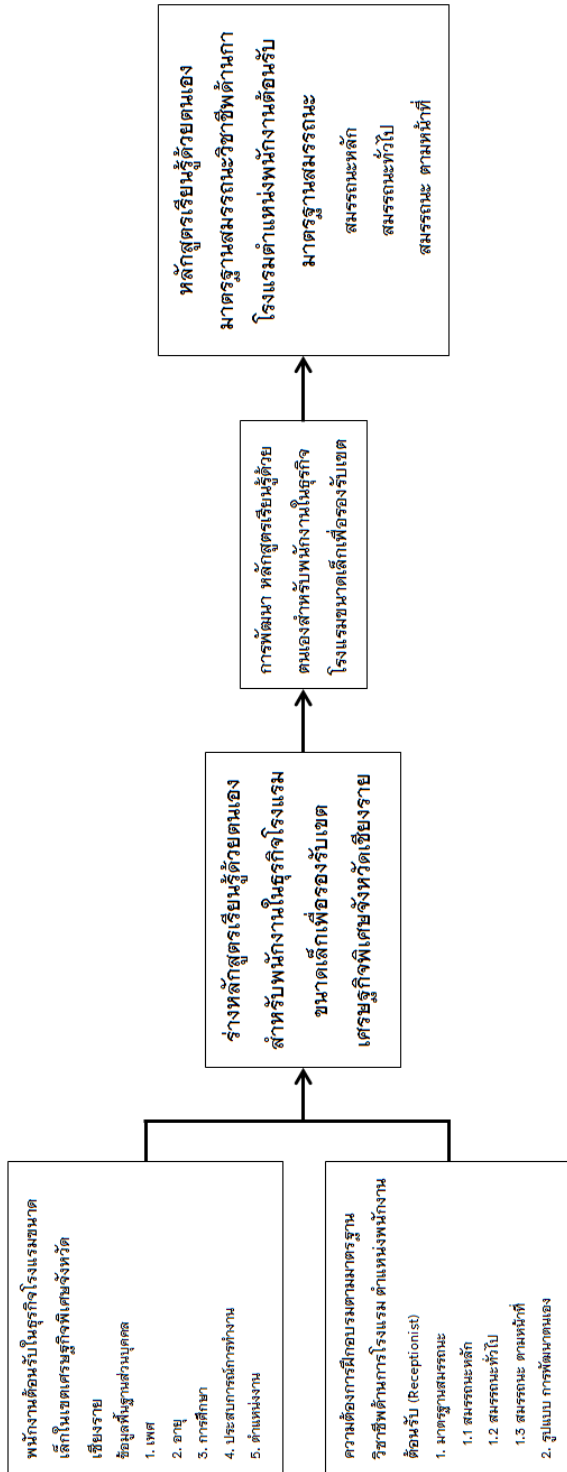 พนักงานต้อนรับในธุรกิจโรงแรมขนาด
เล็กในเขตเศรษฐกิจพิเศษจังหวัด
เชียงราย
ข้อมูลพื้นฐานส่วนบุคคล
1. เพศ
2. อายุ
3. การศึกษา
4. ประสบการณ์การทำงาน
5. ตำแหน่งงาน
ความต้องการฝึกอบรมตามมาตรฐาน
วิชาชีพด้านการโรงแรม ตำแหน่งพนักงาน
ต้อนรับ (Receptionist)
1. มาตรฐานสมรรถนะ
1.1 สมรรถนะหลัก
1.2 สมรรถนะทั่วไป
1.3 สมรรถนะ ตามหน้าที่
2. รูปแบบ การพัฒนาตนเอง
ร่างหลักสูตรเรียนรู้ด้วยตนเอง
สำหรับพนักงานในธุรกิจโรงแรม
ขนาดเล็กเพื่อรองรับเขต
เศรษฐกิจพิเศษจังหวัดเชียงราย
การพัฒนา หลักสูตรเรียนรู้ด้วย
ตนเองสำหรับพนักงานในธุรกิจ
โรงแรมขนาดเล็กเพื่อรองรับเขต
หลักสูตรเรียนรู้ด้วยตนเอง
มาตรฐานสมรรถนะวิชาชีพด้านกา
โรงแรมตำแหน่งพนักงานต้อนรับ
มาตรฐานสมรรถนะ
สมรรถนะหลัก
สมรรถนะทั่วไป
สมรรถนะ ตามหน้าที่